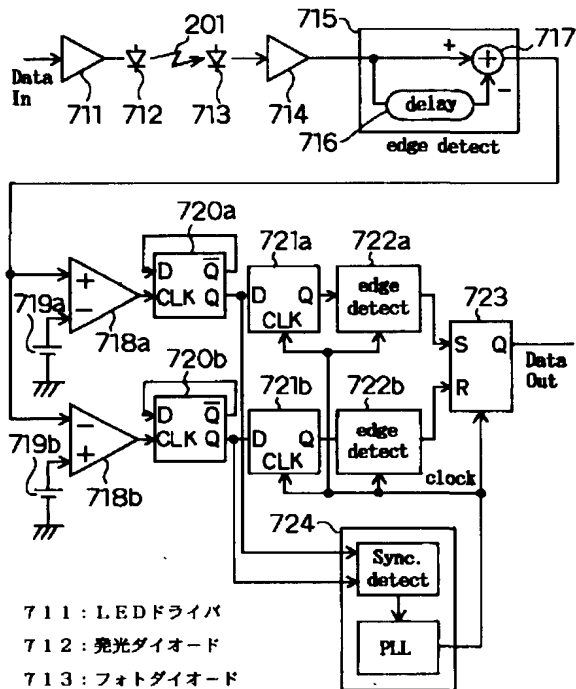 201
715
717
+
+
−
Data
In
711
712
713
714
delay
716
edge detect
720a
D Q̅
CLK Q
719a
+
−
718a
721a
D Q
CLK
722a
edge
detect
723
S Q
R
Data
Out
720b
D Q̅
CLK Q
719b
−
+
718b
721b
D Q
CLK
722b
edge
detect
clock
724
Sync.
detect
PLL
711：LEDドライバ
712：発光ダイオード
713：フォトダイオード